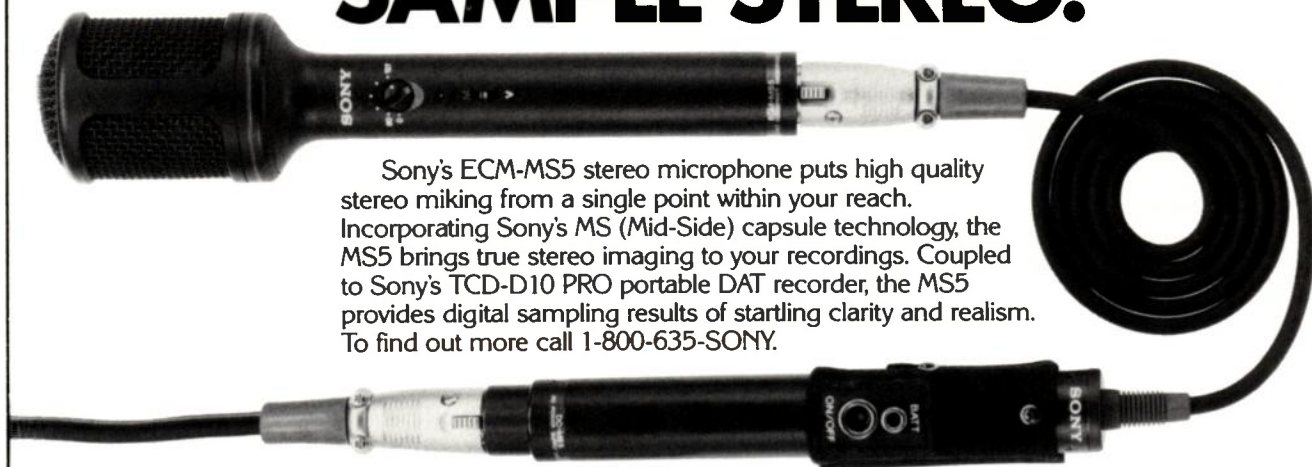 SAMPLE STEREO.
SONY
M S V
Sony's ECM-MS5 stereo microphone puts high quality
stereo miking from a single point within your reach.
Incorporating Sony's MS (Mid-Side) capsule technology, the
MS5 brings true stereo imaging to your recordings. Coupled
to Sony's TCD-D10 PRO portable DAT recorder, the MS5
provides digital sampling results of startling clarity and realism.
To find out more call 1-800-635-SONY.
ON/OFF
BATT
SONY